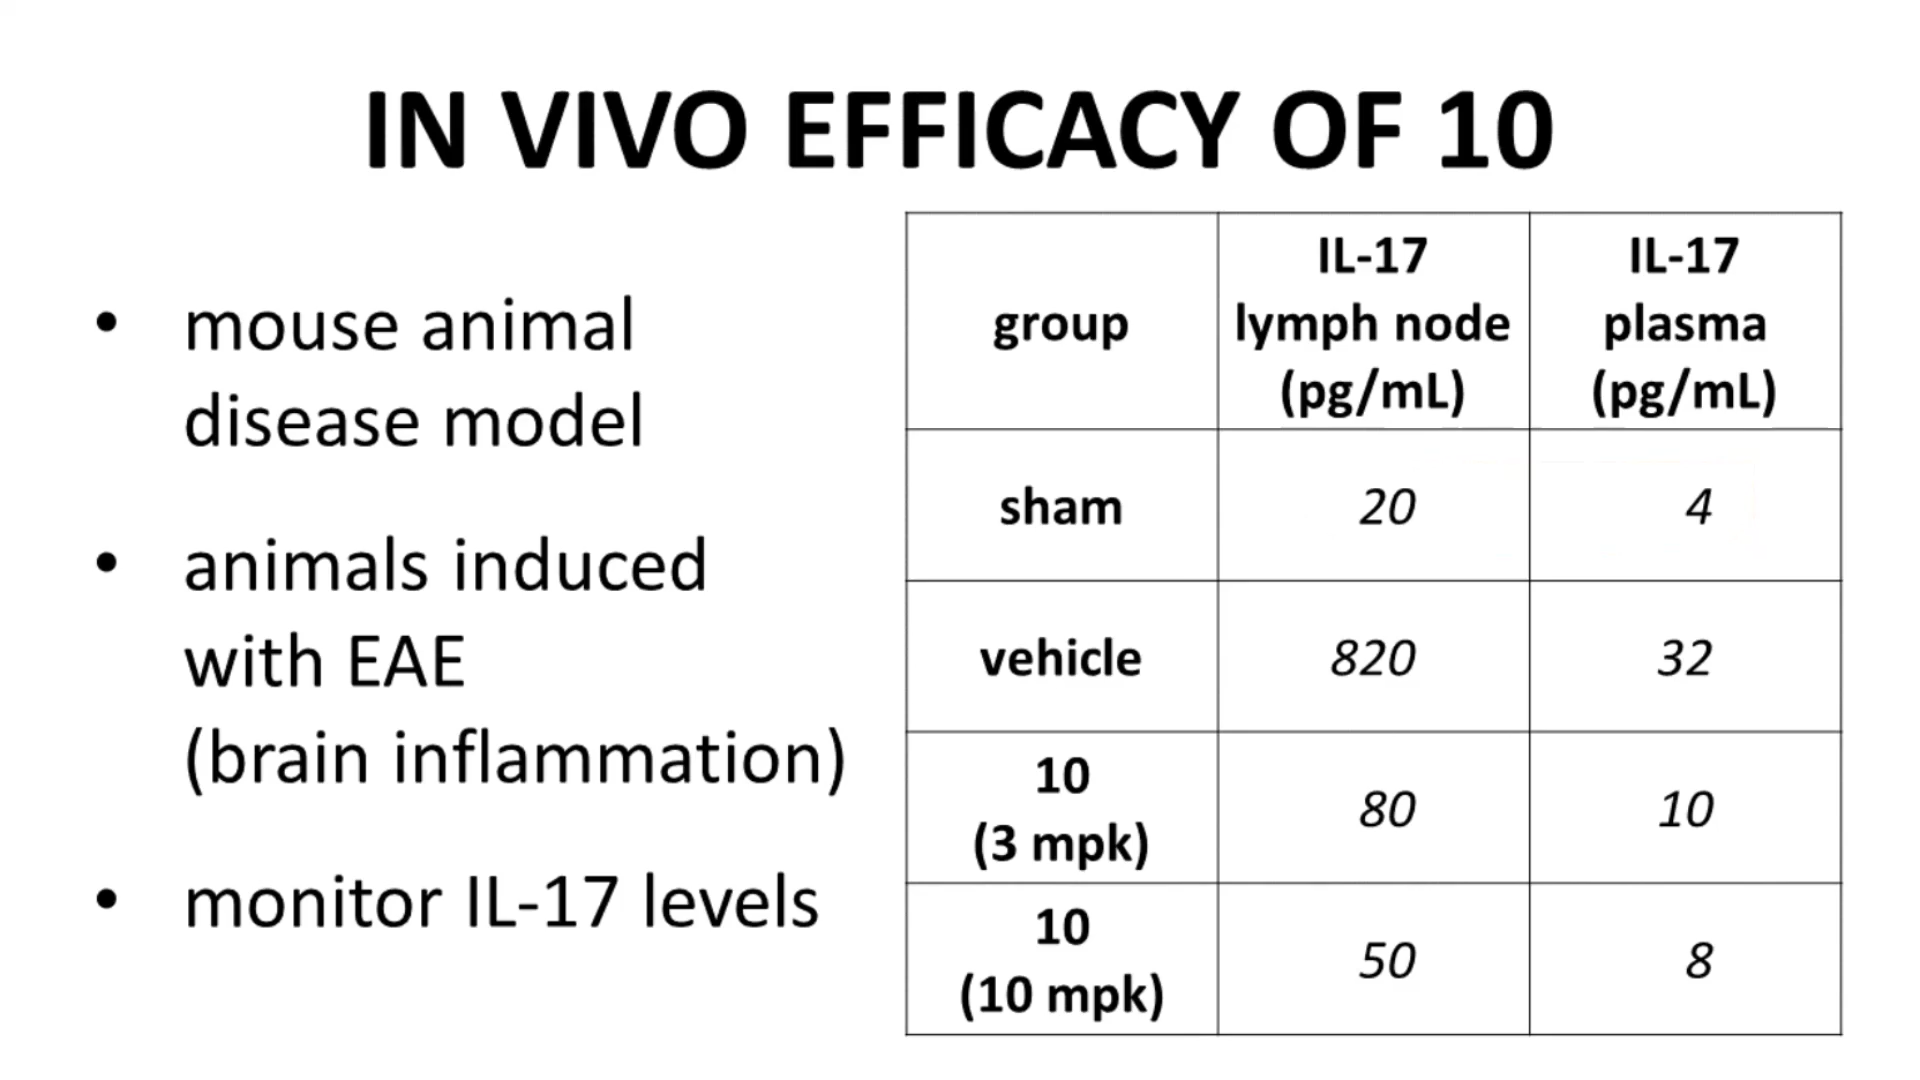 IN VIVO EFFICACY OF 10
• mouse animal
disease model
• animals induced
with EAE
(brain inflammation)
• monitor IL-17 levels
group
IL-17
lymph node
(pg/mL)
IL-17
plasma
(pg/mL)
sham 20 4
vehicle 820 32
10
(3 mpk)
80 10
10
(10 mpk)
50 8